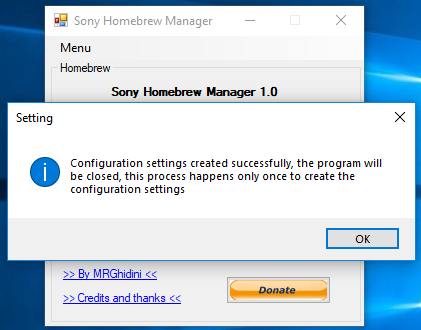 Sony Homebrew Manager
Menu
Homebrew
Sony Homebrew Manager 1.0
Setting
Configuration settings created successfully, the program will
be closed, this process happens only once to create the
configuration settings
OK
>> By MRGhidini <<
>> Credits and thanks <<
Donate